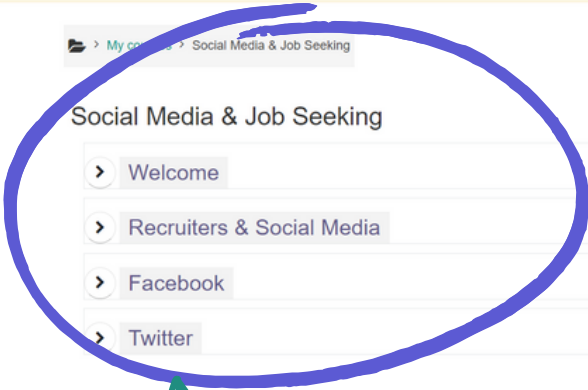 > My > Social Media & Job Seeking
Social Media & Job Seeking
Welcome
Recruiters & Social Media
Facebook
Twitter